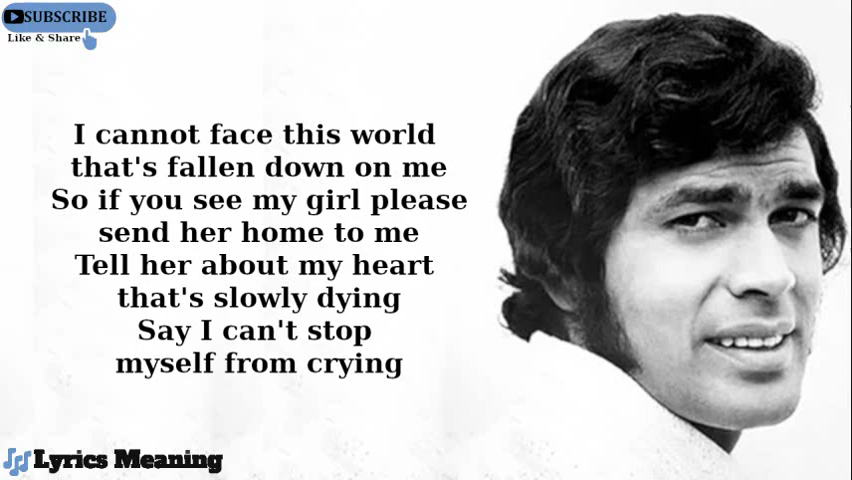 SUBSCRIBE
Like & Share
I cannot face this world
that's fallen down on me
So if you see my girl please
send her home to me
Tell her about my heart
that's slowly dying
Say I can't stop
myself from crying
Lyrics Meaning